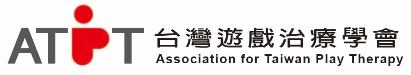 ATPT 台灣遊戲治療學會
Association for Taiwan Play Therapy